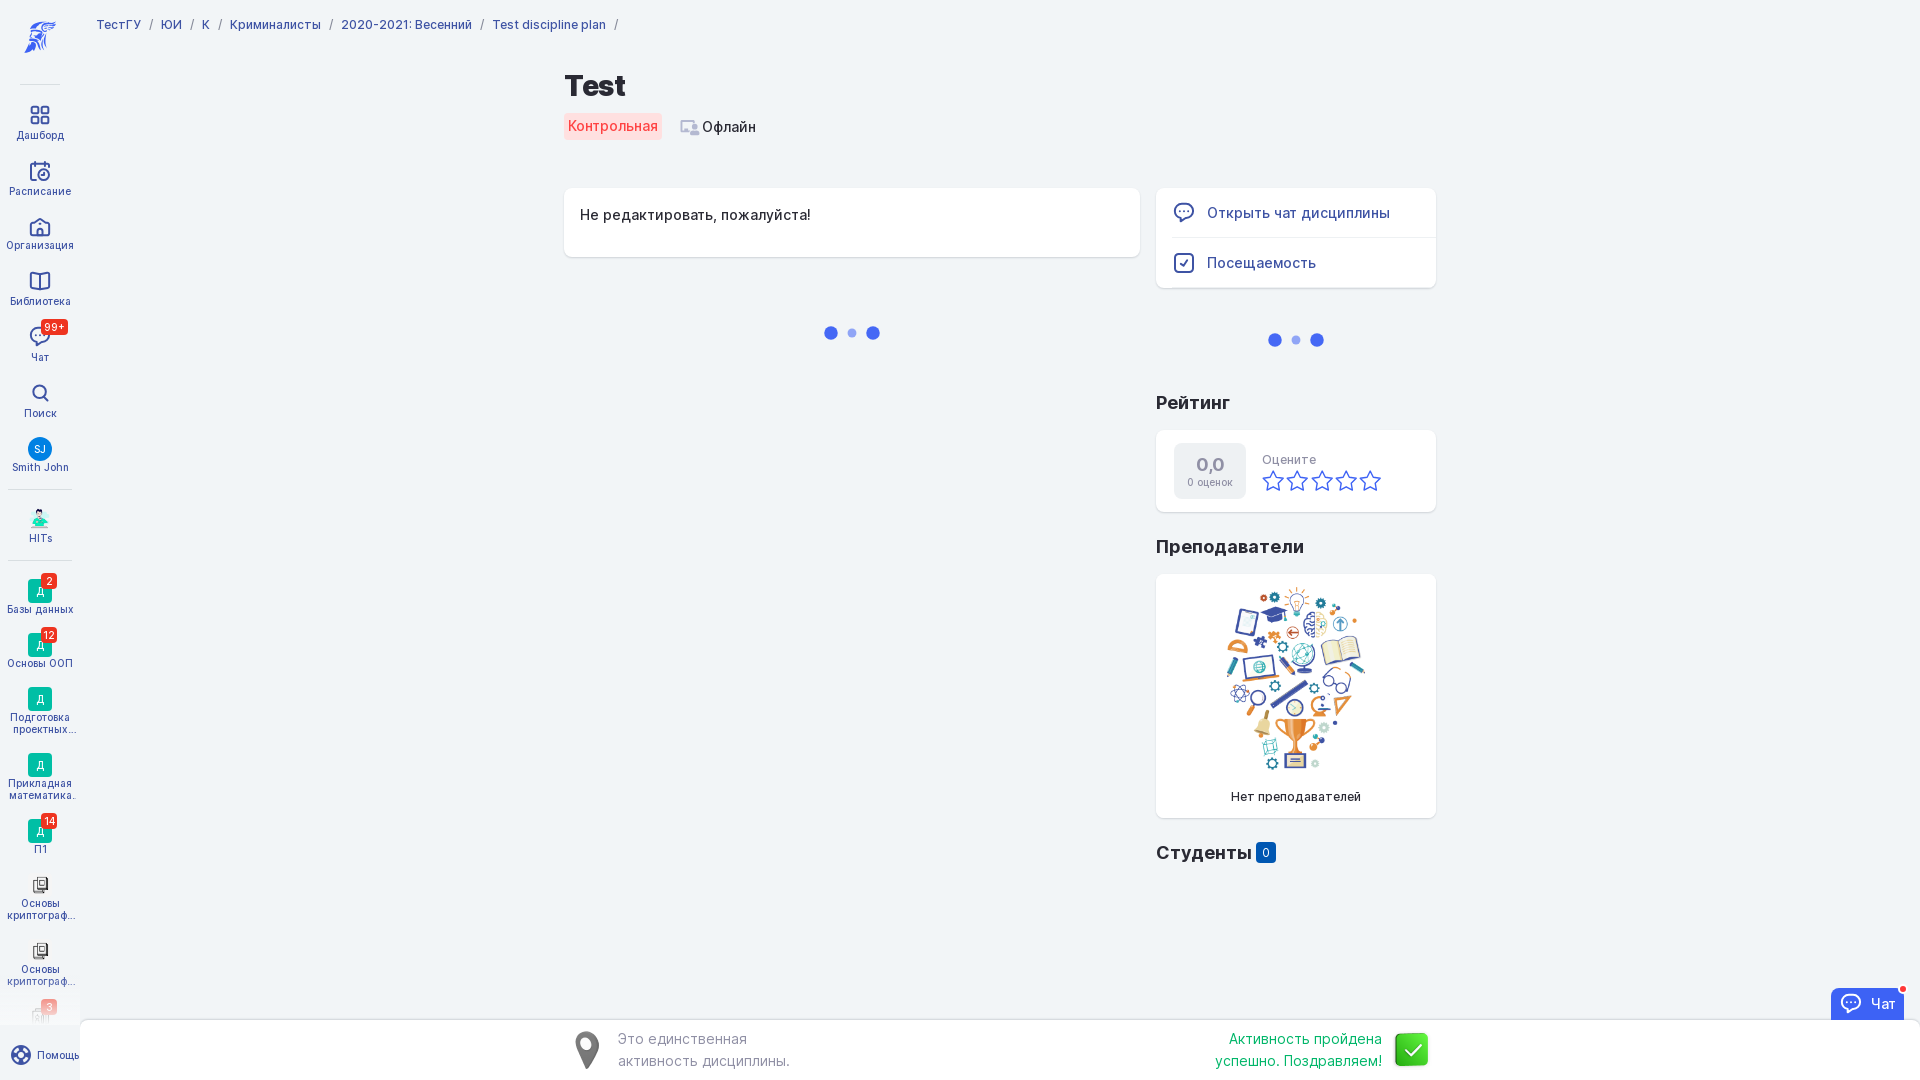 ТестГУ / ЮИ / К / Криминалисты / 2020-2021: Весенний / Test discipline plan /
Test
Контрольная
Офлайн
Не редактировать, пожалуйста!
Открыть чат дисциплины
Посещаемость
Рейтинг
0,0
0 оценок
Оцените
Преподаватели
Нет преподавателей
Студенты 0
Дашборд
Расписание
Организация
Библиотека
99+
Чат
Поиск
SJ
Smith John
HITs
Д 2
Базы данных
Д 12
Основы ООП
Д
Подготовка
проектных...
Д
Прикладная
математика.
Д 14
П1
Основы
криптограф...
Основы
криптограф...
3
Помощь
Это единственная
активность дисциплины.
Активность пройдена
успешно. Поздравляем!
Чат